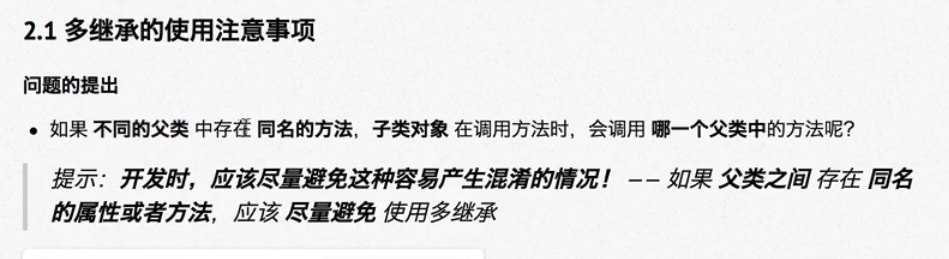 2.1 多继承的使用注意事项
问题的提出
• 如果 不同的父类 中存在 同名的方法，子类对象 在调用方法时，会调用 哪一个父类中的方法呢？
提示：开发时，应该尽量避免这种容易产生混淆的情况！ —— 如果 父类之间 存在 同名
的属性或者方法，应该 尽量避免 使用多继承